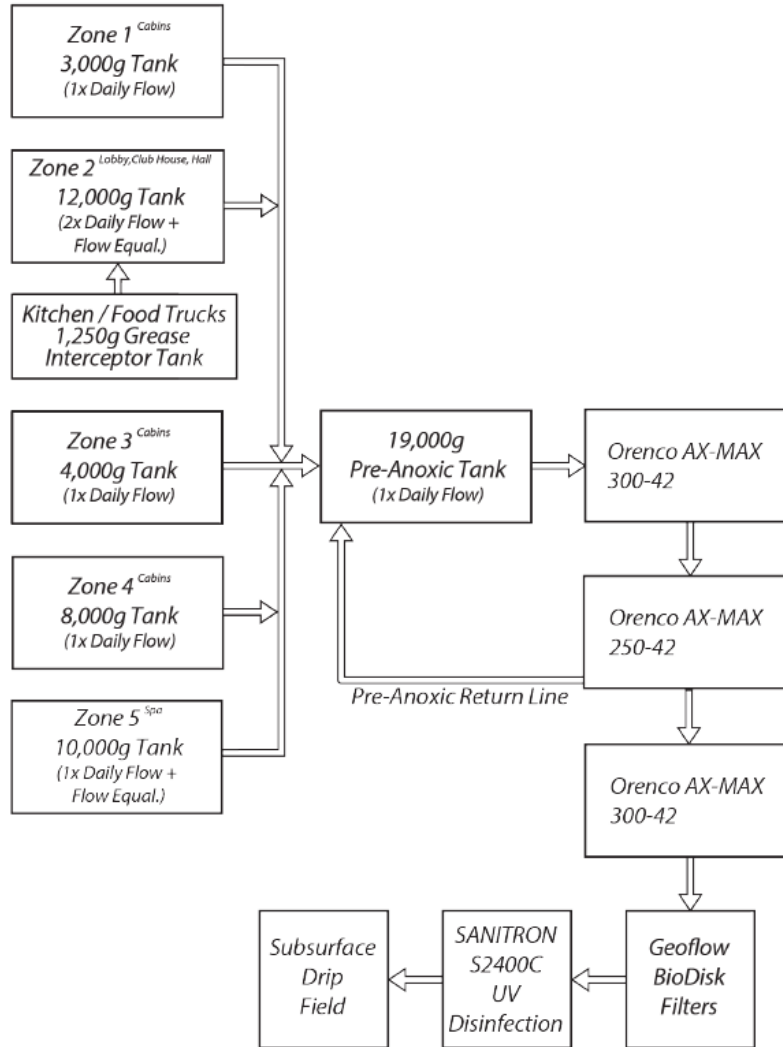 Zone 1 Cabins
3,000g Tank
(1x Daily Flow)
Zone 2 Lobby,Club House, Hall
12,000g Tank
(2x Daily Flow +
Flow Equal.)
Kitchen / Food Trucks
1,250g Grease
Interceptor Tank
Zone 3 Cabins
4,000g Tank
(1x Daily Flow)
Zone 4 Cabins
8,000g Tank
(1x Daily Flow)
Zone 5 Spa
10,000g Tank
(1x Daily Flow +
Flow Equal.)
19,000g
Pre-Anoxic Tank
(1x Daily Flow)
Orenco AX-MAX
300-42
Orenco AX-MAX
250-42
Pre-Anoxic Return Line
Orenco AX-MAX
300-42
Geoflow
BioDisk
Filters
SANITRON
S2400C
UV
Disinfection
Subsurface
Drip
Field